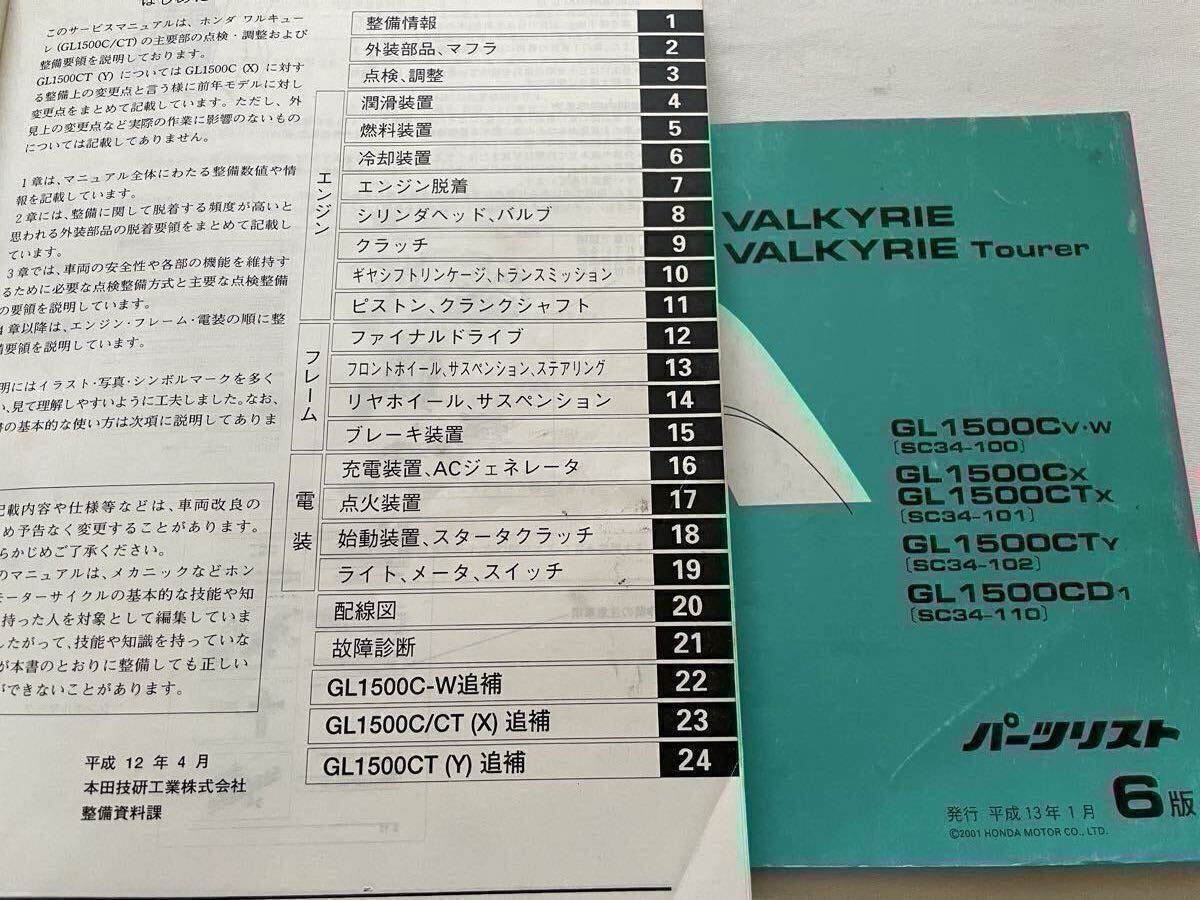 はじめに
このサービスマニュアルは、ホンダ ワルキュー
レ (GL1500C/CT) の主要部の点検・調整および
整備要領を説明しております。
GL1500CT (Y) についてはGL1500C (X) に対す
る整備上の変更点と言う様に前年モデルに対し
変更点をまとめて記載しています。ただし、外
見上の変更点など実際の作業に影響のないもの
については記載してありません。
1章は、マニュアル全体にわたる整備数値や情
報を記載しています。
2章には、整備に関して脱着する頻度が高いと
思われる外装部品の脱着要領をまとめて記載し
ています。
3章では、車両の安全性や各部の機能を維持す
るために必要な点検整備方式と主要な点検整備
の要領を説明しています。
4章以降は、エンジン・フレーム・電装の順に整
備要領を説明しています。
明にはイラスト・写真・シンボルマークを多く
い、見て理解しやすいように工夫しました。なお、
書の基本的な使い方は次項に説明してありま
記載内容や仕様等などは、車両改良の
め予告なく変更することがあります。
らかじめご了承ください。
のマニュアルは、メカニックなどホン
モーターサイクルの基本的な技能や知
持った人を対象として編集していま
したがって、技能や知識を持っていな
が本書のとおりに整備しても正しい
ができないことがあります。
平成 12 年 4 月
本田技研工業株式会社
整備資料課
整備情報 1
外装部品、マフラ 2
点検、調整 3
エンジン
潤滑装置 4
燃料装置 5
冷却装置 6
エンジン脱着 7
シリンダヘッド、バルブ 8
クラッチ 9
ギヤシフトリンケージ、トランスミッション 10
ピストン、クランクシャフト 11
フレーム
ファイナルドライブ 12
フロントホイール、サスペンション、ステアリング 13
リヤホイール、サスペンション 14
ブレーキ装置 15
電装
充電装置、ACジェネレータ 16
点火装置 17
始動装置、スタータクラッチ 18
ライト、メータ、スイッチ 19
配線図 20
故障診断 21
GL1500C-W追補 22
GL1500C/CT (X) 追補 23
GL1500CT (Y) 追補 24
VALKYRIE
VALKYRIE Tourer
GL1500CV・W
〔SC34-100〕
GL1500CX
GL1500CTX
〔SC34-101〕
GL1500CTY
〔SC34-102〕
GL1500CD1
〔SC34-110〕
パーツリスト
発行 平成13年1月 6版
©2001 HONDA MOTOR CO., LTD.